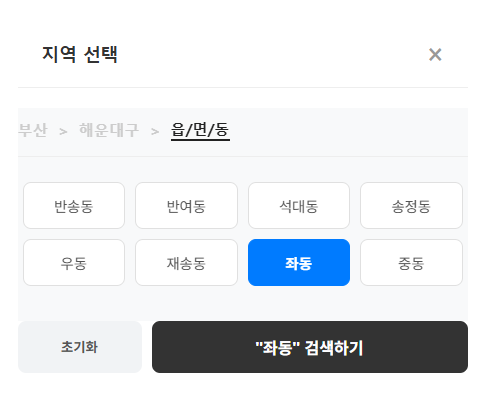 지역 선택 ×
부산 > 해운대구 > 읍/면/동
반송동 반여동 석대동 송정동
우동 재송동 좌동 중동
초기화 "좌동" 검색하기